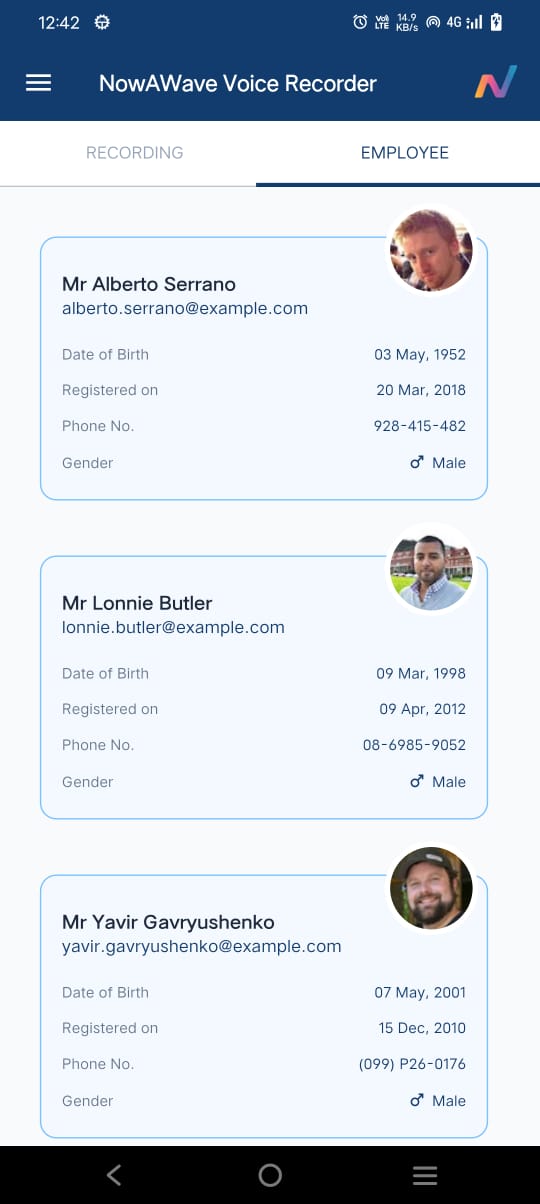 12:42 Vo) LTE 14.9 KB/s 4G
NowAWave Voice Recorder
RECORDING EMPLOYEE
Mr Alberto Serrano
alberto.serrano@example.com
Date of Birth 03 May, 1952
Registered on 20 Mar, 2018
Phone No. 928-415-482
Gender Male
Mr Lonnie Butler
lonnie.butler@example.com
Date of Birth 09 Mar, 1998
Registered on 09 Apr, 2012
Phone No. 08-6985-9052
Gender Male
Mr Yavir Gavryushenko
yavir.gavryushenko@example.com
Date of Birth 07 May, 2001
Registered on 15 Dec, 2010
Phone No. (099) P26-0176
Gender Male